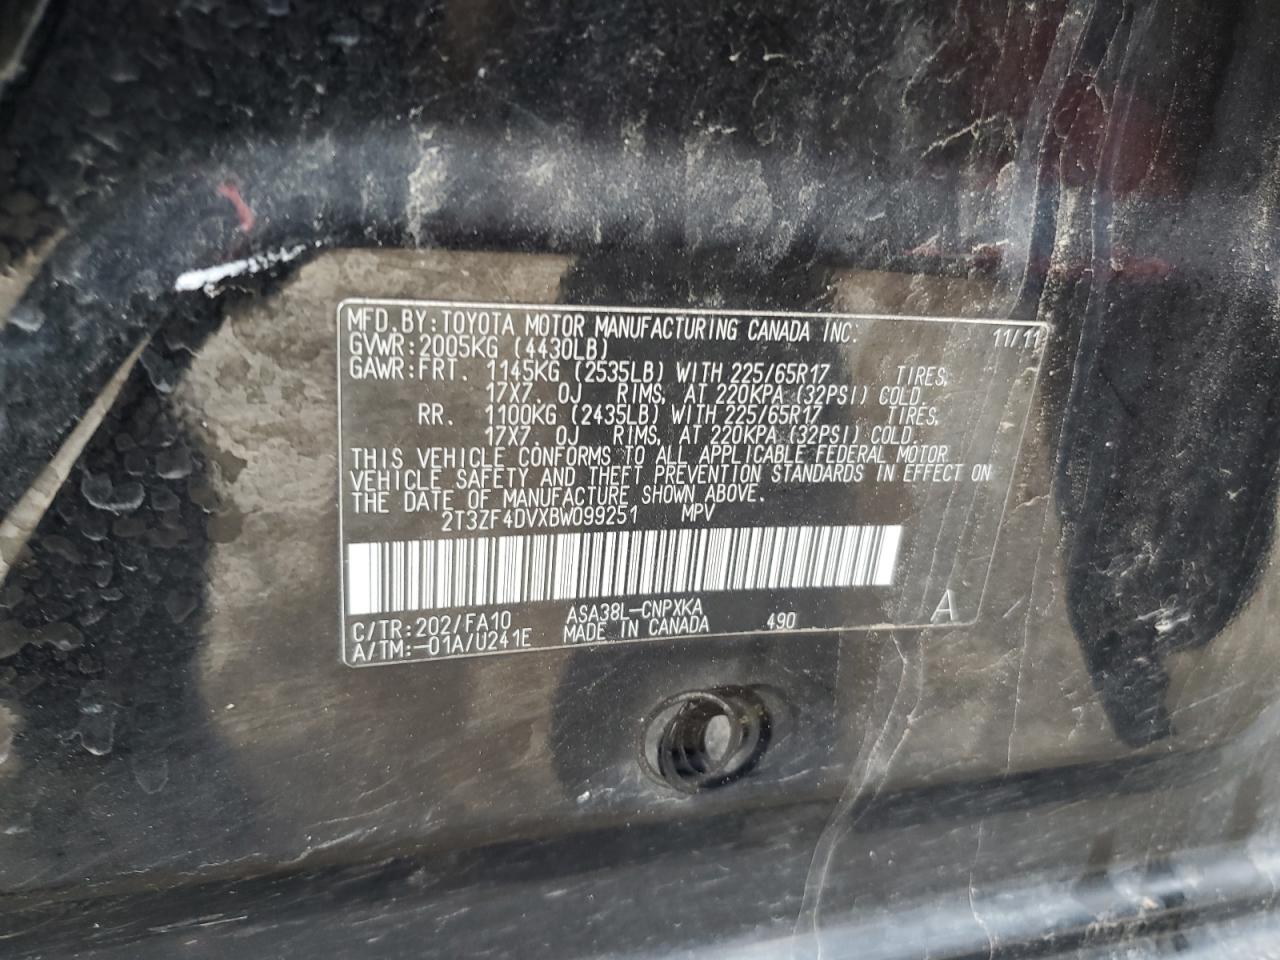 MFD.BY:TOYOTA MOTOR MANUFACTURING CANADA INC. 11/11
GVWR:2005KG (4430LB)
GAWR:FRT. 1145KG (2535LB) WITH 225/65R17 TIRES,
17X7.0J RIMS, AT 220KPA (32PSI) COLD.
RR. 1100KG (2435LB) WITH 225/65R17 TIRES,
17X7.0J RIMS, AT 220KPA (32PSI) COLD.
THIS VEHICLE CONFORMS TO ALL APPLICABLE FEDERAL MOTOR
VEHICLE SAFETY AND THEFT PREVENTION STANDARDS IN EFFECT ON
THE DATE OF MANUFACTURE SHOWN ABOVE.
2T3ZF4DVXBW099251 MPV
C/TR:202/FA10 ASA38L-CNPXKA
A/TM:-01A/U241E MADE IN CANADA 490 A